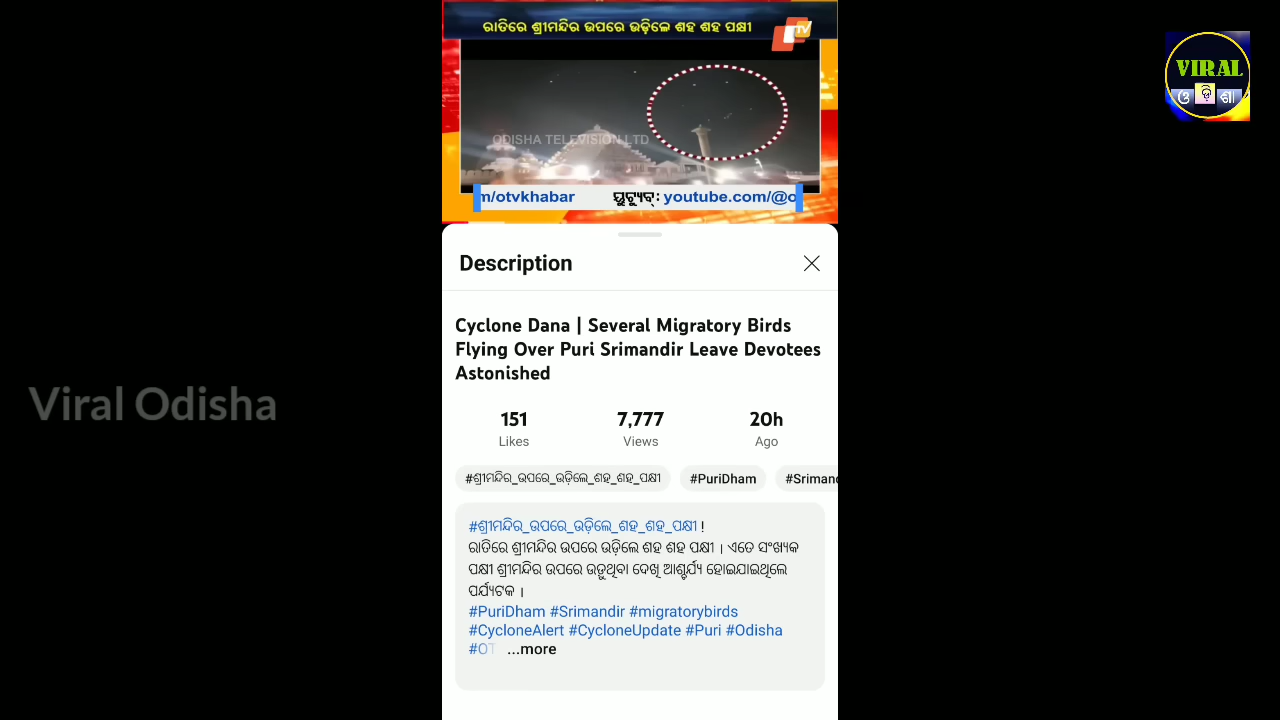 ରାତିରେ ଶ୍ରୀମନ୍ଦିର ଉପରେ ଉଡ଼ିଲେ ଶହ ଶହ ପକ୍ଷୀ
TV
VIRAL
ଓଡ଼ିଶା
ODISHA TELEVISION LTD
m/otvkhabar ୟୁଟ୍ୟୁବ୍: youtube.com/@o
Description
Cyclone Dana | Several Migratory Birds
Flying Over Puri Srimandir Leave Devotees
Astonished
Viral Odisha
151 7,777 20h
Likes Views Ago
#ଶ୍ରୀମନ୍ଦିର_ଉପରେ_ଉଡ଼ିଲେ_ଶହ_ଶହ_ପକ୍ଷୀ #PuriDham #Srimand
#ଶ୍ରୀମନ୍ଦିର_ଉପରେ_ଉଡ଼ିଲେ_ଶହ_ଶହ_ପକ୍ଷୀ !
ରାତିରେ ଶ୍ରୀମନ୍ଦିର ଉପରେ ଉଡ଼ିଲେ ଶହ ଶହ ପକ୍ଷୀ । ଏତେ ସଂଖ୍ୟକ
ପକ୍ଷୀ ଶ୍ରୀମନ୍ଦିର ଉପରେ ଉଡୁଥିବା ଦେଖି ଆଶ୍ଚର୍ଯ୍ୟ ହୋଇଯାଇଥିଲେ
ପର୍ଯ୍ୟଟକ ।
#PuriDham #Srimandir #migratorybirds
#CycloneAlert #CycloneUpdate #Puri #Odisha
#OT ...more